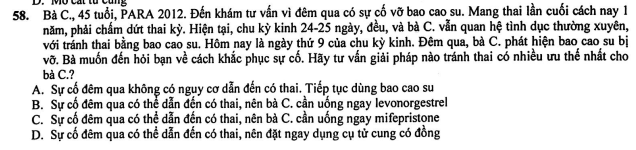 58. Bà C., 45 tuổi, PARA 2012. Đến khám tư vấn vì đêm qua có sự cố vỡ bao cao su. Mang thai lần cuối cách nay 1
năm, phải chấm dứt thai kỳ. Hiện tại, chu kỳ kinh 24-25 ngày, đều, và bà C. vẫn quan hệ tình dục thường xuyên,
với tránh thai bằng bao cao su. Hôm nay là ngày thứ 9 của chu kỳ kinh. Đêm qua, bà C. phát hiện bao cao su bị
vỡ. Bà muốn đến hỏi bạn về cách khắc phục sự cố. Hãy tư vấn giải pháp nào tránh thai có nhiều ưu thế nhất cho
bà C.?
A. Sự cố đêm qua không có nguy cơ dẫn đến có thai. Tiếp tục dùng bao cao su
B. Sự cố đêm qua có thể dẫn đến có thai, nên bà C. cần uống ngay levonorgestrel
C. Sự cố đêm qua có thể dẫn đến có thai, nên bà C. cần uống ngay mifepristone
D. Sự cố đêm qua có thể dẫn đến có thai, nên đặt ngay dụng cụ tử cung có đồng